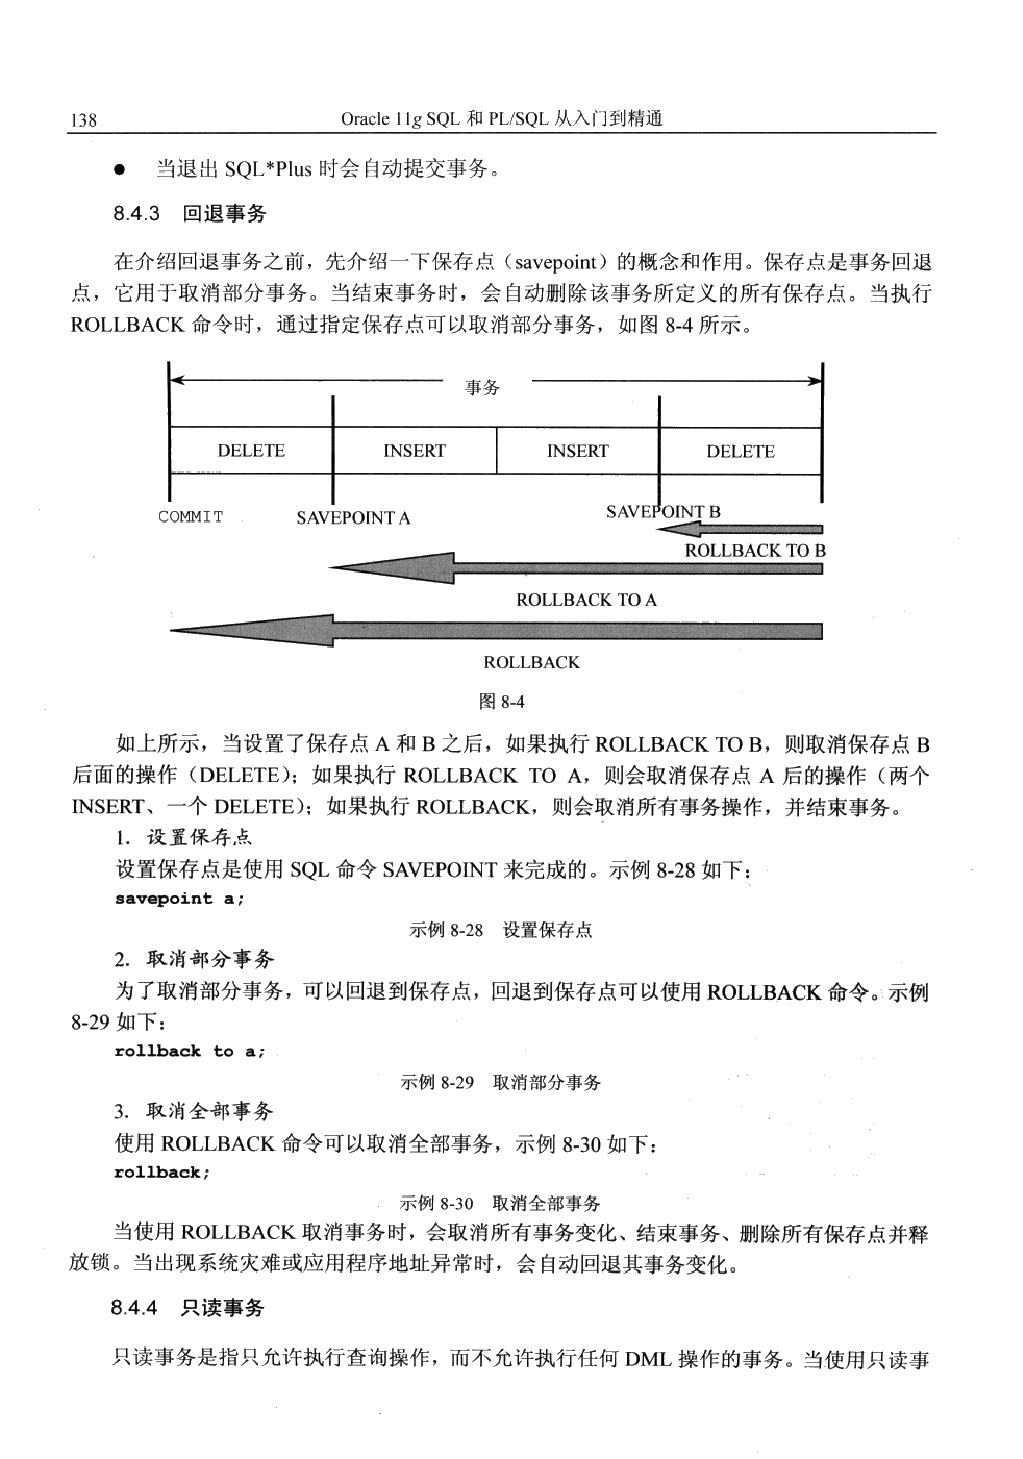 138 Oracle 11g SQL 和 PL/SQL 从入门到精通
● 当退出 SQL*Plus 时会自动提交事务。
8.4.3 回退事务
在介绍回退事务之前，先介绍一下保存点（savepoint）的概念和作用。保存点是事务回退
点，它用于取消部分事务。当结束事务时，会自动删除该事务所定义的所有保存点。当执行
ROLLBACK 命令时，通过指定保存点可以取消部分事务，如图 8-4 所示。
事务
DELETE INSERT INSERT DELETE
COMMIT SAVEPOINT A SAVEPOINT B
ROLLBACK TO B
ROLLBACK TO A
ROLLBACK
图 8-4
如上所示，当设置了保存点 A 和 B 之后，如果执行 ROLLBACK TO B，则取消保存点 B
后面的操作（DELETE）；如果执行 ROLLBACK TO A，则会取消保存点 A 后的操作（两个
INSERT、一个 DELETE）；如果执行 ROLLBACK，则会取消所有事务操作，并结束事务。
1. 设置保存点
设置保存点是使用 SQL 命令 SAVEPOINT 来完成的。示例 8-28 如下：
savepoint a;
示例 8-28 设置保存点
2. 取消部分事务
为了取消部分事务，可以回退到保存点，回退到保存点可以使用 ROLLBACK 命令。示例
8-29 如下：
rollback to a;
示例 8-29 取消部分事务
3. 取消全部事务
使用 ROLLBACK 命令可以取消全部事务，示例 8-30 如下：
rollback;
示例 8-30 取消全部事务
当使用 ROLLBACK 取消事务时，会取消所有事务变化、结束事务、删除所有保存点并释
放锁。当出现系统灾难或应用程序地址异常时，会自动回退其事务变化。
8.4.4 只读事务
只读事务是指只允许执行查询操作，而不允许执行任何 DML 操作的事务。当使用只读事